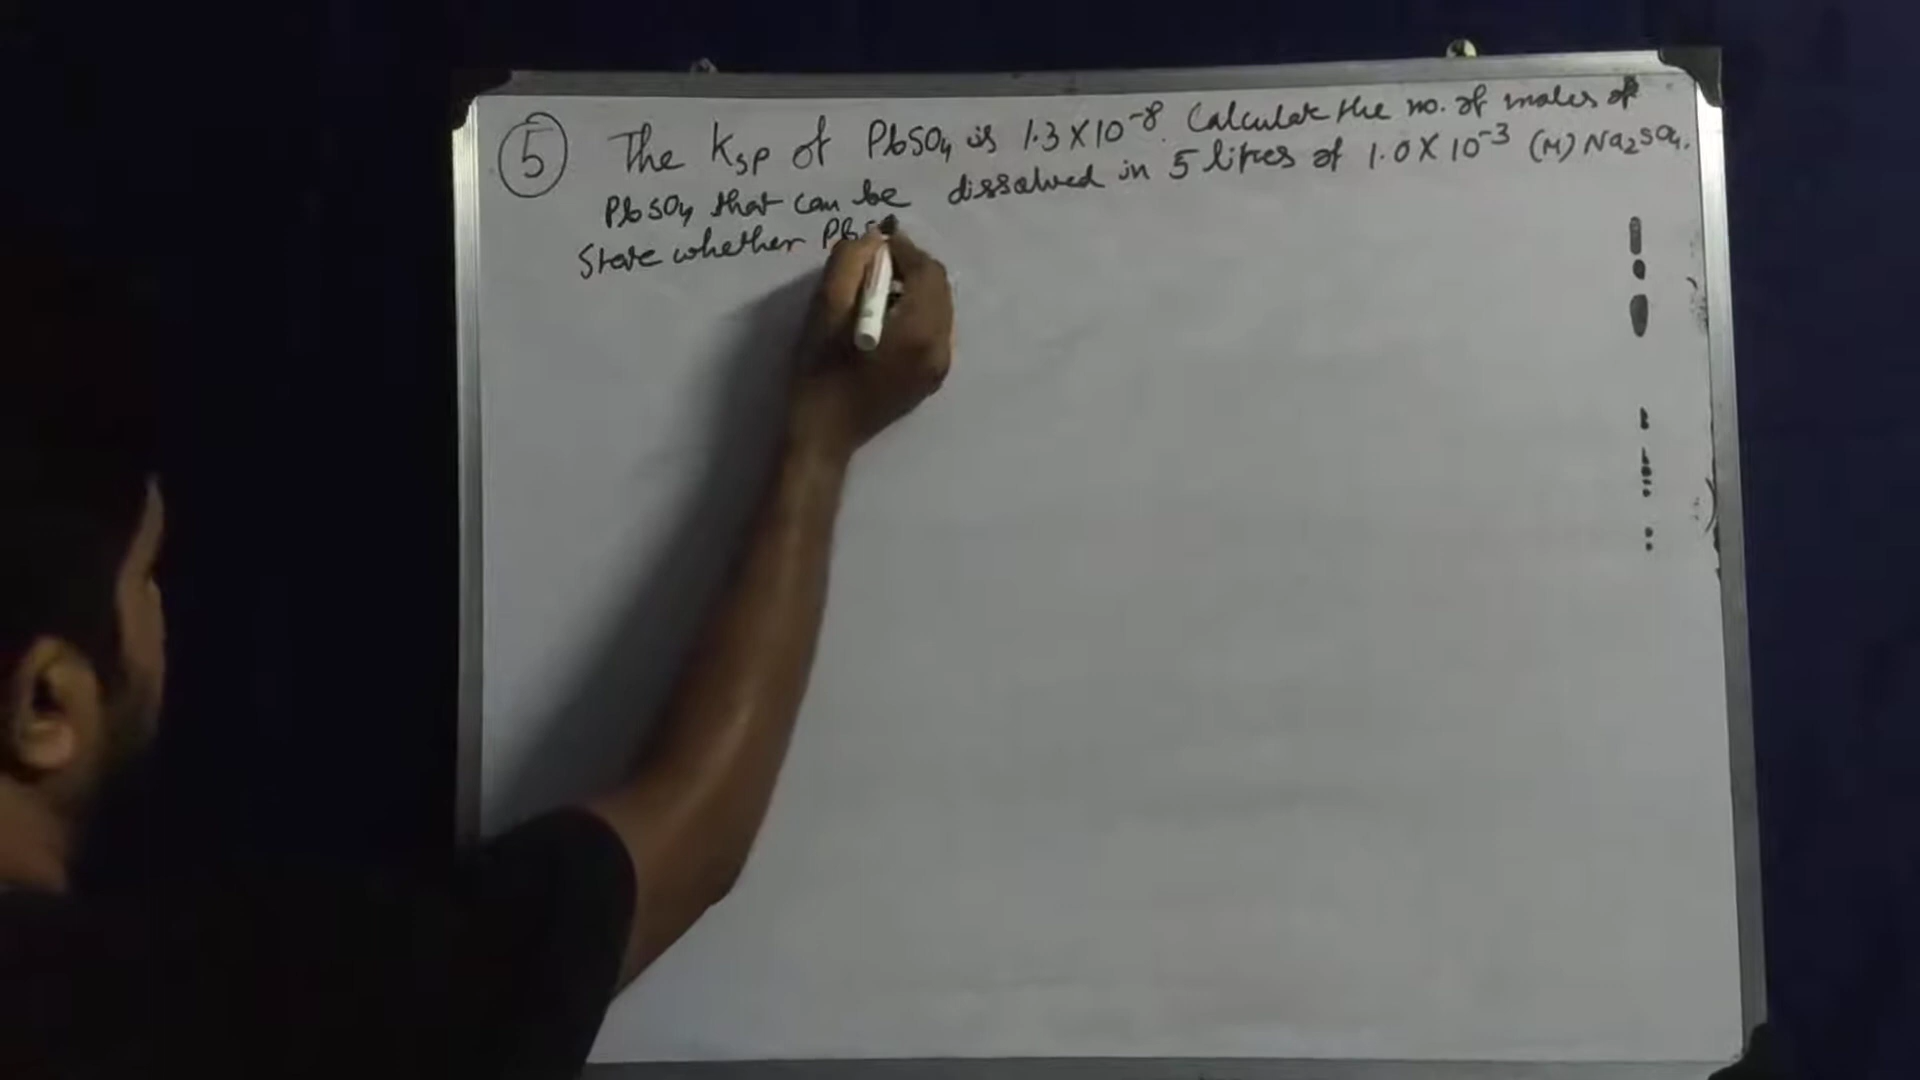 5 The Ksp of PbSO4 is 1.3 X 10-8. Calculate the no. of moles of
PbSO4 that can be dissolved in 5 litres of 1.0 X 10-3 (M) Na2SO4.
State whether PbS